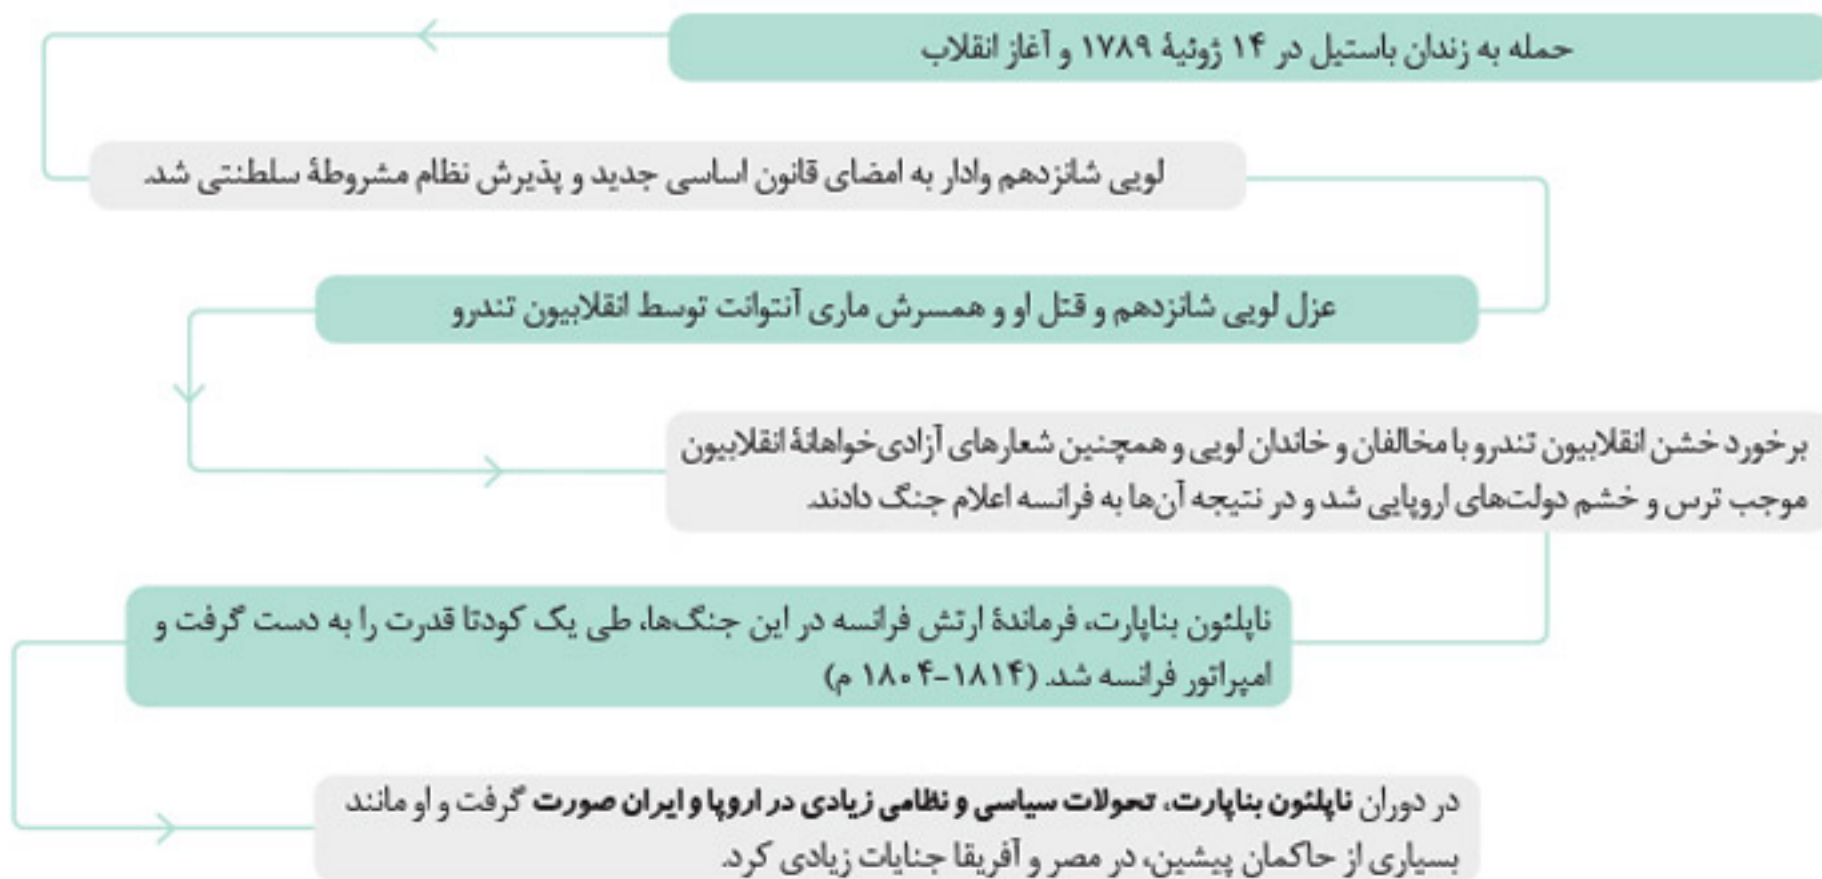 حمله به زندان باستیل در ۱۴ ژوئیهٔ ۱۷۸۹ و آغاز انقلاب
لویی شانزدهم وادار به امضای قانون اساسی جدید و پذیرش نظام مشروطهٔ سلطنتی شد.
عزل لویی شانزدهم و قتل او و همسرش ماری آنتوانت توسط انقلابیون تندرو
برخورد خشن انقلابیون تندرو با مخالفان و خاندان لویی و همچنین شعارهای آزادی‌خواهانهٔ انقلابیون
موجب ترس و خشم دولت‌های اروپایی شد و در نتیجه آن‌ها به فرانسه اعلام جنگ دادند.
ناپلئون بناپارت، فرماندهٔ ارتش فرانسه در این جنگ‌ها، طی یک کودتا قدرت را به دست گرفت و
امپراتور فرانسه شد. (۱۸۱۴-۱۸۰۴ م)
در دوران ناپلئون بناپارت، تحولات سیاسی و نظامی زیادی در اروپا و ایران صورت گرفت و او مانند
بسیاری از حاکمان پیشین، در مصر و آفریقا جنایات زیادی کرد.